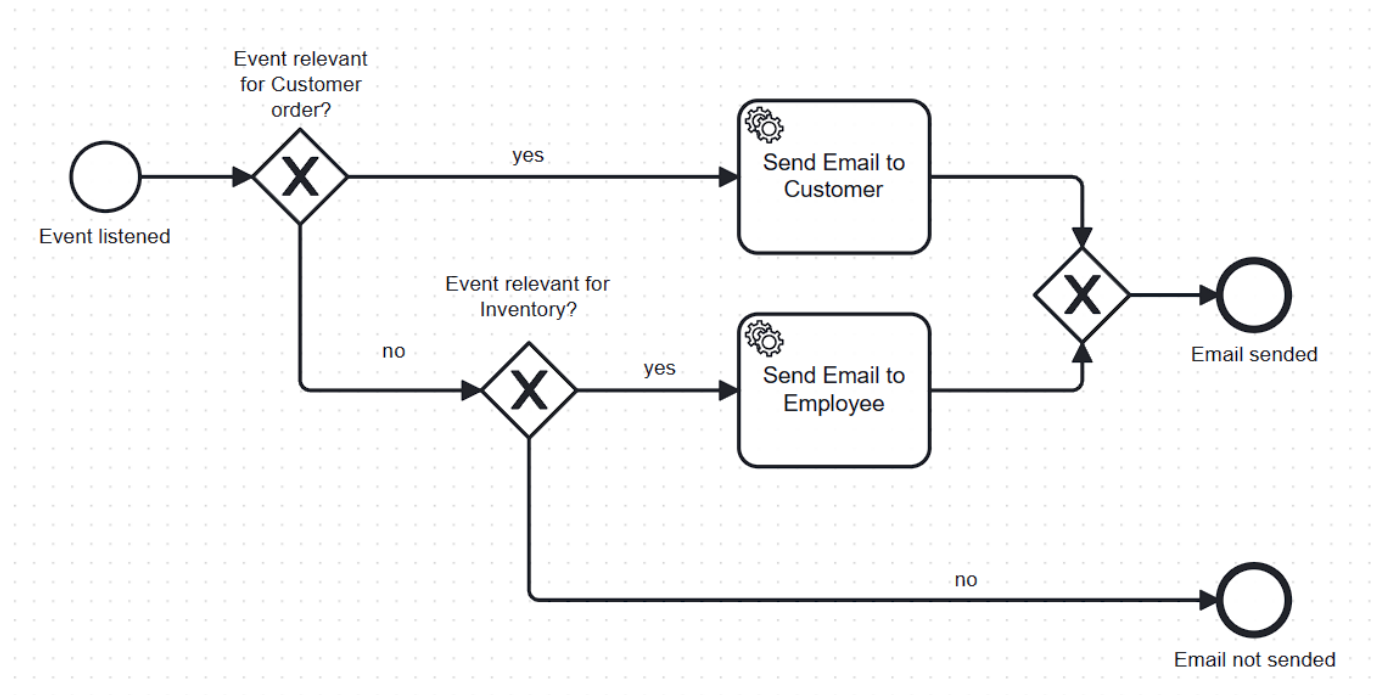 Event relevant
for Customer
order?
yes
Send Email to
Customer
Event listened
Event relevant for
Inventory?
no
yes
Send Email to
Employee
Email sended
no
Email not sended